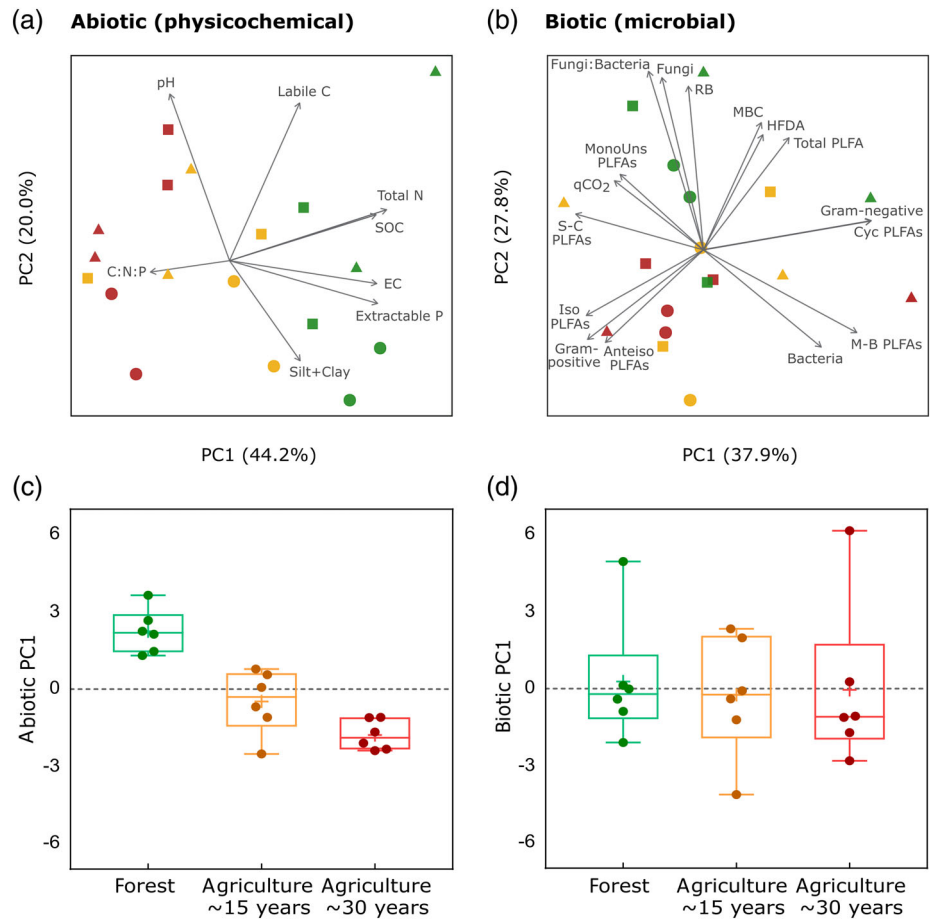 (a) Abiotic (physicochemical)
pH
Labile C
Total N
SOC
C:N:P
EC
Extractable P
Silt+Clay
PC2 (20.0%)
PC1 (44.2%)
(b) Biotic (microbial)
Fungi:Bacteria
Fungi
RB
MBC
HFDA
Total PLFA
MonoUns
PLFAs
qCO2
S-C
PLFAs
Gram-negative
Cyc PLFAs
Iso
PLFAs
Gram-
positive
Anteiso
PLFAs
Bacteria
M-B PLFAs
PC2 (27.8%)
PC1 (37.9%)
(c)
6
3
0
-3
-6
Abiotic PC1
Forest
Agriculture
~15 years
Agriculture
~30 years
(d)
6
3
0
-3
-6
Biotic PC1
Forest
Agriculture
~15 years
Agriculture
~30 years